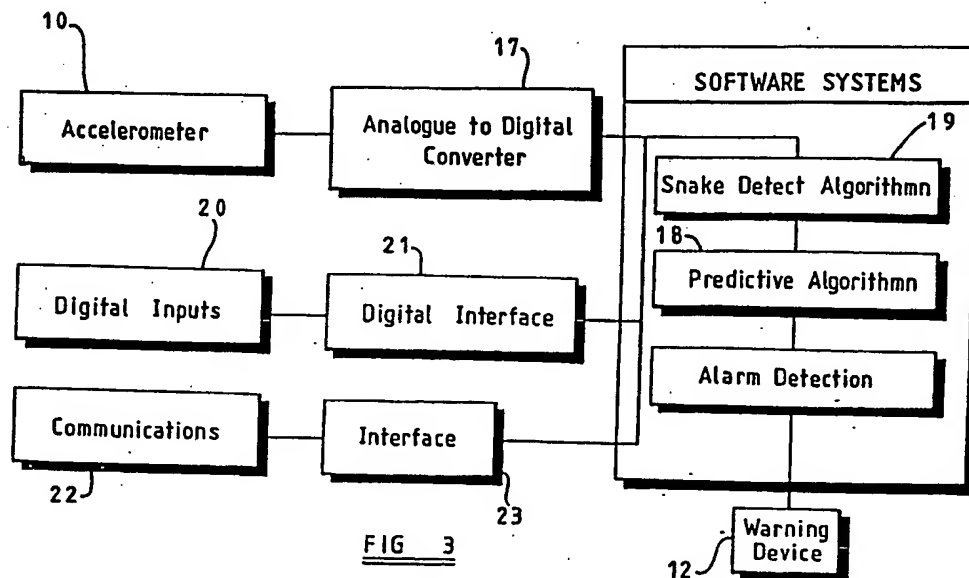 10
17
SOFTWARE SYSTEMS
19
Accelerometer
Analogue to Digital
Converter
Snake Detect Algorithmn
20
21
18
Predictive Algorithmn
Digital Inputs
Digital Interface
Alarm Detection
Communications
Interface
22
23
Warning
Device
12
FIG 3